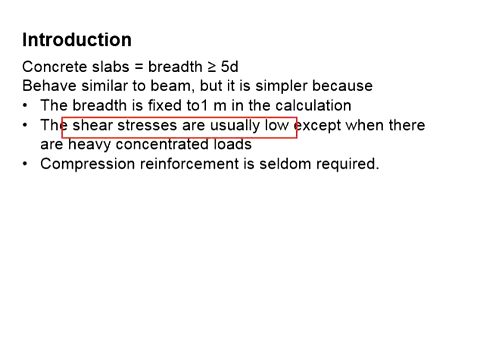 Introduction
Concrete slabs = breadth ≥ 5d
Behave similar to beam, but it is simpler because
• The breadth is fixed to1 m in the calculation
• The shear stresses are usually low except when there
are heavy concentrated loads
• Compression reinforcement is seldom required.